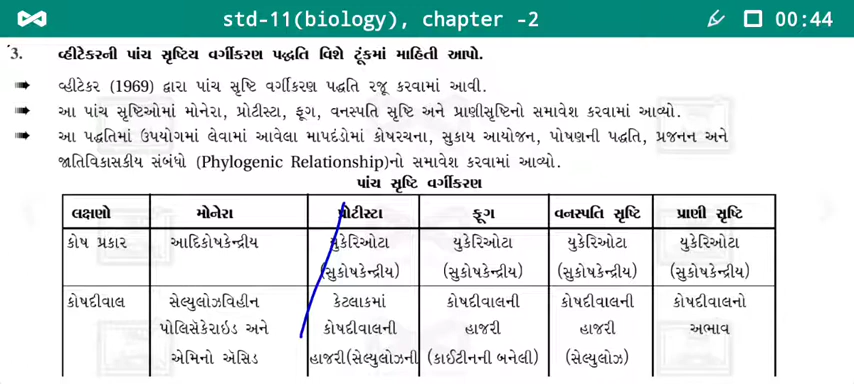 std-11(biology), chapter -2
00:44
3. વ્હીટેકરની પાંચ સૃષ્ટિય વર્ગીકરણ પદ્ધતિ વિશે ટૂંકમાં માહિતી આપો.
વ્હીટેકર (1969) દ્વારા પાંચ સૃષ્ટિ વર્ગીકરણ પદ્ધતિ રજૂ કરવામાં આવી.
આ પાંચ સૃષ્ટિઓમાં મોનેરા, પ્રોટીસ્ટા, ફૂગ, વનસ્પતિ સૃષ્ટિ અને પ્રાણીસૃષ્ટિનો સમાવેશ કરવામાં આવ્યો.
આ પદ્ધતિમાં ઉપયોગમાં લેવામાં આવેલા માપદંડોમાં કોષરચના, સુકાય આયોજન, પોષણની પદ્ધતિ, પ્રજનન અને
જાતિવિકાસકીય સંબંધો (Phylogenic Relationship)નો સમાવેશ કરવામાં આવ્યો.
પાંચ સૃષ્ટિ વર્ગીકરણ
લક્ષણો મોનેરા પ્રોટીસ્ટા ફૂગ વનસ્પતિ સૃષ્ટિ પ્રાણી સૃષ્ટિ
કોષ પ્રકાર આદિકોષકેન્દ્રીય યુકેરિઓટા યુકેરિઓટા યુકેરિઓટા યુકેરિઓટા
(સુકોષકેન્દ્રીય) (સુકોષકેન્દ્રીય) (સુકોષકેન્દ્રીય) (સુકોષકેન્દ્રીય)
કોષદીવાલ સેલ્યુલોઝવિહીન કેટલાકમાં કોષદીવાલની કોષદીવાલની કોષદીવાલનો
પોલિસૅકેરાઇડ અને કોષદીવાલની હાજરી હાજરી અભાવ
એમિનો ઍસિડ હાજરી(સેલ્યુલોઝની (કાઈટીનની બનેલી) (સેલ્યુલોઝ)